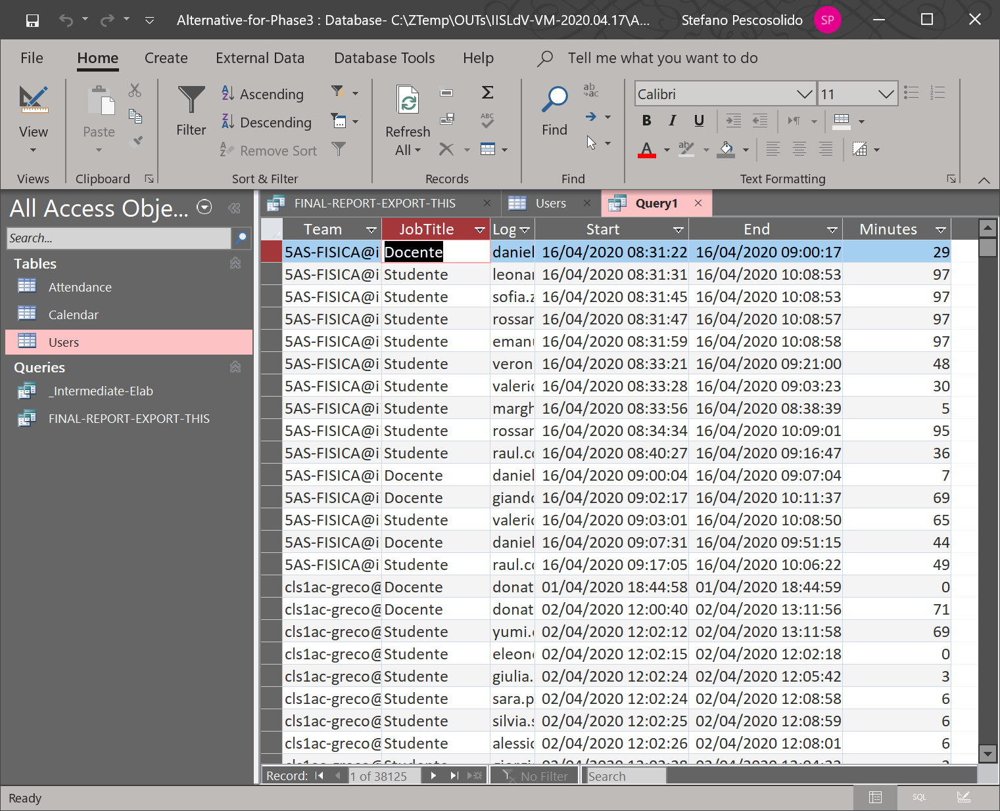 Alternative-for-Phase3 : Database- C:\ZTemp\OUTs\IISLdV-VM-2020.04.17\A... Stefano Pescosolido SP
File Home Create External Data Database Tools Help Tell me what you want to do
View
Views
Paste
Clipboard
Filter
Ascending
Descending
Remove Sort
Sort & Filter
Refresh
All
ABC
Records
Find
ab
ac
Find
Calibri 11
B I U
A ab
Text Formatting
All Access Obje...
Search...
Tables
Attendance
Calendar
Users
Queries
_Intermediate-Elab
FINAL-REPORT-EXPORT-THIS
FINAL-REPORT-EXPORT-THIS Users Query1
Team JobTitle Log Start End Minutes
5AS-FISICA@i Docente daniel 16/04/2020 08:31:22 16/04/2020 09:00:17 29
5AS-FISICA@i Studente leonar 16/04/2020 08:31:31 16/04/2020 10:08:53 97
5AS-FISICA@i Studente sofia.z 16/04/2020 08:31:45 16/04/2020 10:08:53 97
5AS-FISICA@i Studente rossar 16/04/2020 08:31:47 16/04/2020 10:08:57 97
5AS-FISICA@i Studente emanu 16/04/2020 08:31:59 16/04/2020 10:08:58 97
5AS-FISICA@i Studente veron 16/04/2020 08:33:21 16/04/2020 09:21:00 48
5AS-FISICA@i Studente valeric 16/04/2020 08:33:28 16/04/2020 09:03:23 30
5AS-FISICA@i Studente margh 16/04/2020 08:33:56 16/04/2020 08:38:39 5
5AS-FISICA@i Studente rossar 16/04/2020 08:34:34 16/04/2020 10:09:01 95
5AS-FISICA@i Studente raul.co 16/04/2020 08:40:27 16/04/2020 09:16:47 36
5AS-FISICA@i Docente daniel 16/04/2020 09:00:04 16/04/2020 09:07:04 7
5AS-FISICA@i Docente giando 16/04/2020 09:02:17 16/04/2020 10:11:37 69
5AS-FISICA@i Studente valeric 16/04/2020 09:03:01 16/04/2020 10:08:50 65
5AS-FISICA@i Docente daniel 16/04/2020 09:07:31 16/04/2020 09:51:15 44
5AS-FISICA@i Studente raul.co 16/04/2020 09:17:05 16/04/2020 10:06:22 49
cls1ac-greco@ Docente donat 01/04/2020 18:44:58 01/04/2020 18:44:59 0
cls1ac-greco@ Docente donat 02/04/2020 12:00:40 02/04/2020 13:11:56 71
cls1ac-greco@ Studente yumi. 02/04/2020 12:02:12 02/04/2020 13:11:58 69
cls1ac-greco@ Studente eleono 02/04/2020 12:02:15 02/04/2020 12:02:18 0
cls1ac-greco@ Studente giulia. 02/04/2020 12:02:24 02/04/2020 12:05:42 3
cls1ac-greco@ Studente sara.p 02/04/2020 12:02:24 02/04/2020 12:08:58 6
cls1ac-greco@ Studente silvia.s 02/04/2020 12:02:25 02/04/2020 12:08:59 6
cls1ac-greco@ Studente alessic 02/04/2020 12:02:26 02/04/2020 12:08:01 6
Record: 1 of 38125 No Filter Search
Ready SQL